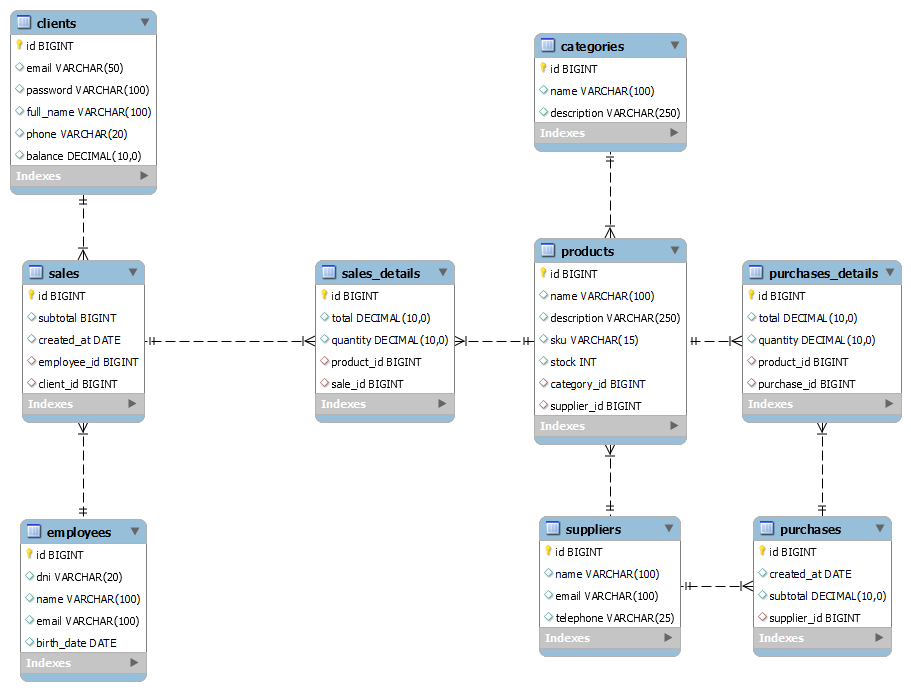 clients
id BIGINT
email VARCHAR(50)
password VARCHAR(100)
full_name VARCHAR(100)
phone VARCHAR(20)
balance DECIMAL(10,0)
Indexes
categories
id BIGINT
name VARCHAR(100)
description VARCHAR(250)
Indexes
sales
id BIGINT
subtotal BIGINT
created_at DATE
employee_id BIGINT
client_id BIGINT
Indexes
sales_details
id BIGINT
total DECIMAL(10,0)
quantity DECIMAL(10,0)
product_id BIGINT
sale_id BIGINT
Indexes
products
id BIGINT
name VARCHAR(100)
description VARCHAR(250)
sku VARCHAR(15)
stock INT
category_id BIGINT
supplier_id BIGINT
Indexes
purchases_details
id BIGINT
total DECIMAL(10,0)
quantity DECIMAL(10,0)
product_id BIGINT
purchase_id BIGINT
Indexes
employees
id BIGINT
dni VARCHAR(20)
name VARCHAR(100)
email VARCHAR(100)
birth_date DATE
Indexes
suppliers
id BIGINT
name VARCHAR(100)
email VARCHAR(100)
telephone VARCHAR(25)
Indexes
purchases
id BIGINT
created_at DATE
subtotal DECIMAL(10,0)
supplier_id BIGINT
Indexes